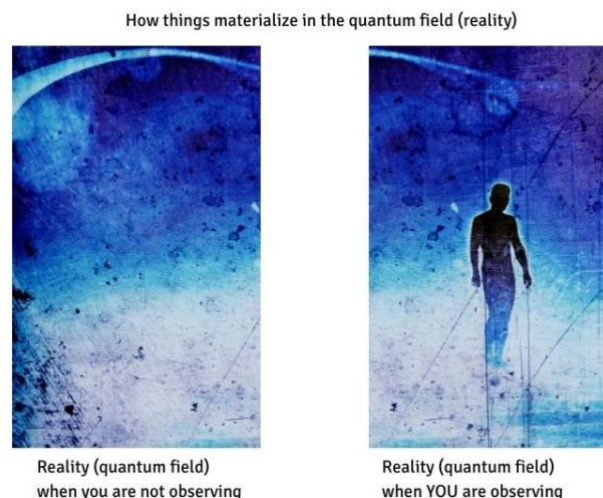 How things materialize in the quantum field (reality)
Reality (quantum field)
when you are not observing
Reality (quantum field)
when YOU are observing